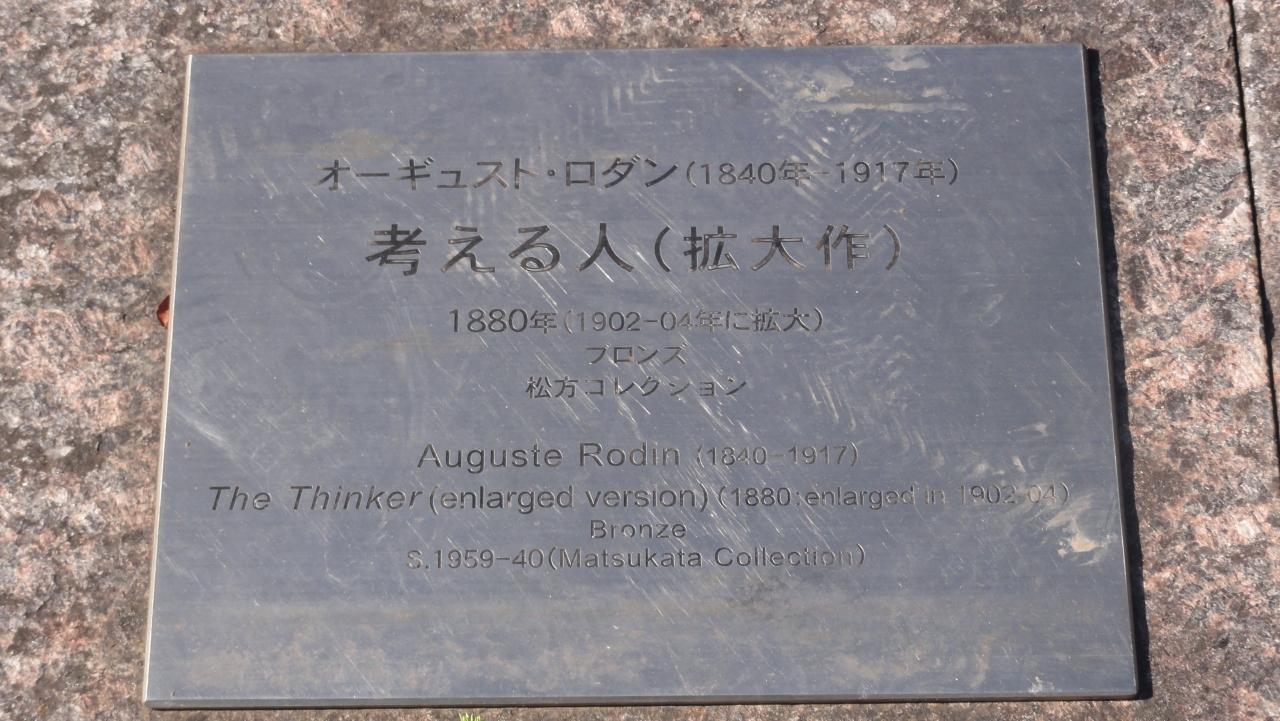 オーギュスト・ロダン(1840年-1917年)
考える人(拡大作)
1880年(1902-04年に拡大)
ブロンズ
松方コレクション
Auguste Rodin (1840-1917)
The Thinker (enlarged version) (1880;enlarged in 1902-04)
Bronze
S.1959-40(Matsukata Collection)